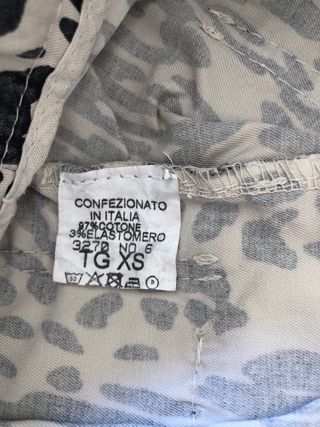 CONFEZIONATO
IN ITALIA
97%COTONE
3%ELASTOMERO
3270 NO 6
TG XS